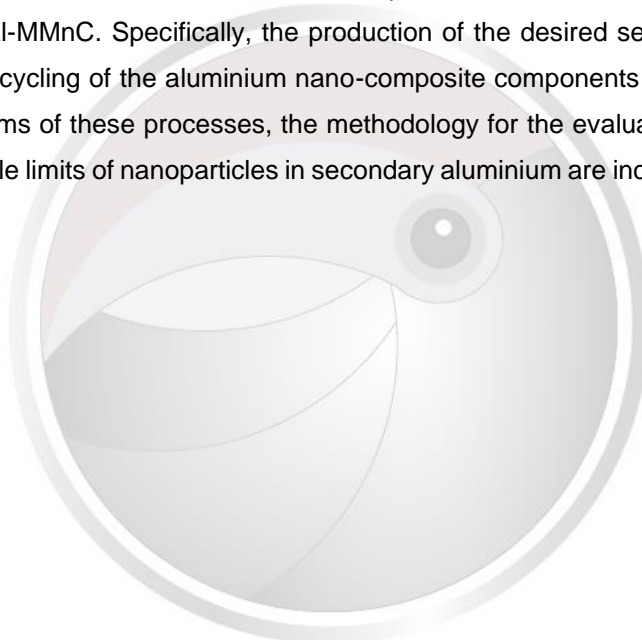 l-MMnC. Specifically, the production of the desired se
cycling of the aluminium nano-composite components
ms of these processes, the methodology for the evalua
le limits of nanoparticles in secondary aluminium are inc